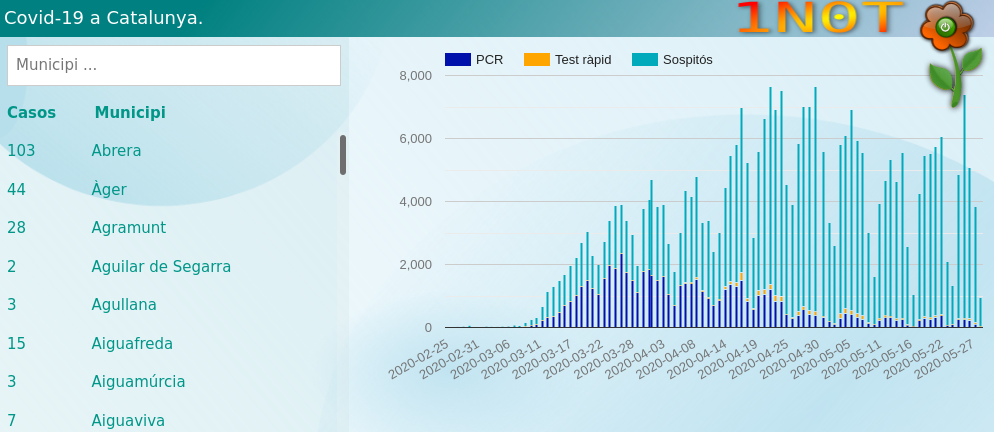 Covid-19 a Catalunya.
1NOT
Municipi ...
Casos Municipi
103 Abrera
44 Àger
28 Agramunt
2 Aguilar de Segarra
3 Agullana
15 Aiguafreda
3 Aiguamúrcia
7 Aiguaviva
PCR Test ràpid Sospitós
8,000
6,000
4,000
2,000
0
2020-02-25
2020-02-31
2020-03-06
2020-03-11
2020-03-17
2020-03-22
2020-03-28
2020-04-03
2020-04-08
2020-04-14
2020-04-19
2020-04-25
2020-04-30
2020-05-05
2020-05-11
2020-05-16
2020-05-22
2020-05-27